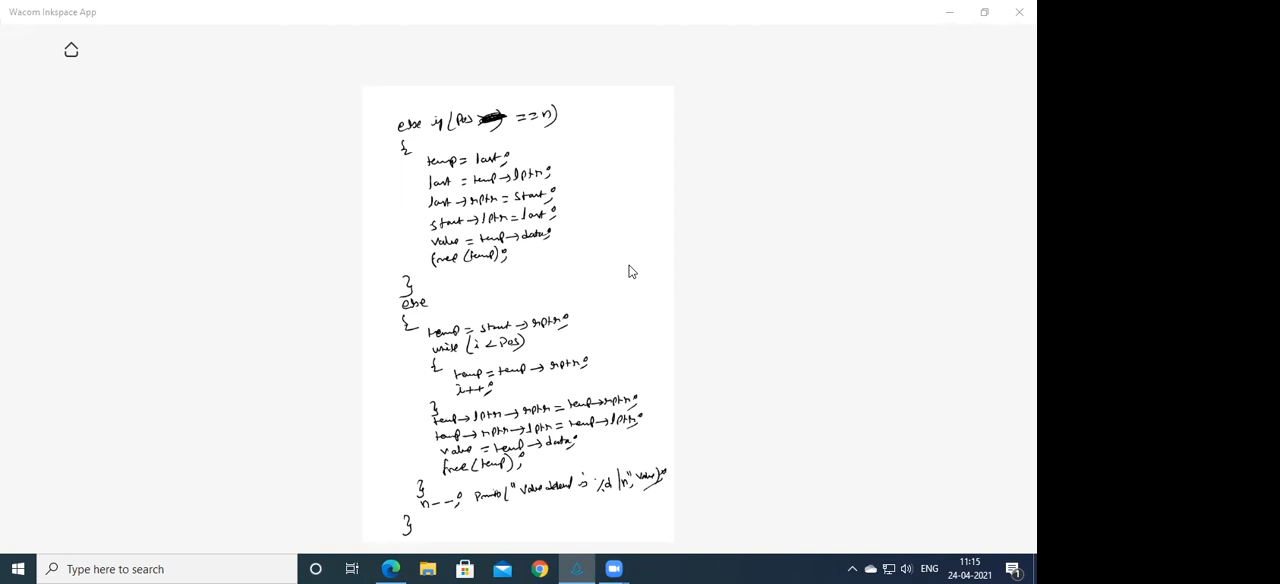 Wacom Inkspace App
else if (Pos ==n)
{
temp = last;
last = temp→lptr;
last→rptr = start;
start→lptr = last;
value = temp→data;
free(temp);
}
else
{
temp = start→rptr;
while (i < Pos)
{
temp = temp→rptr;
i++;
}
temp→lptr→rptr = temp→rptr;
temp→rptr→lptr = temp→lptr;
value = temp→data;
free(temp);
}
n--; printf("Value deleted is %d \n", value);
}
Type here to search
ENG
11:15
24-04-2021
1